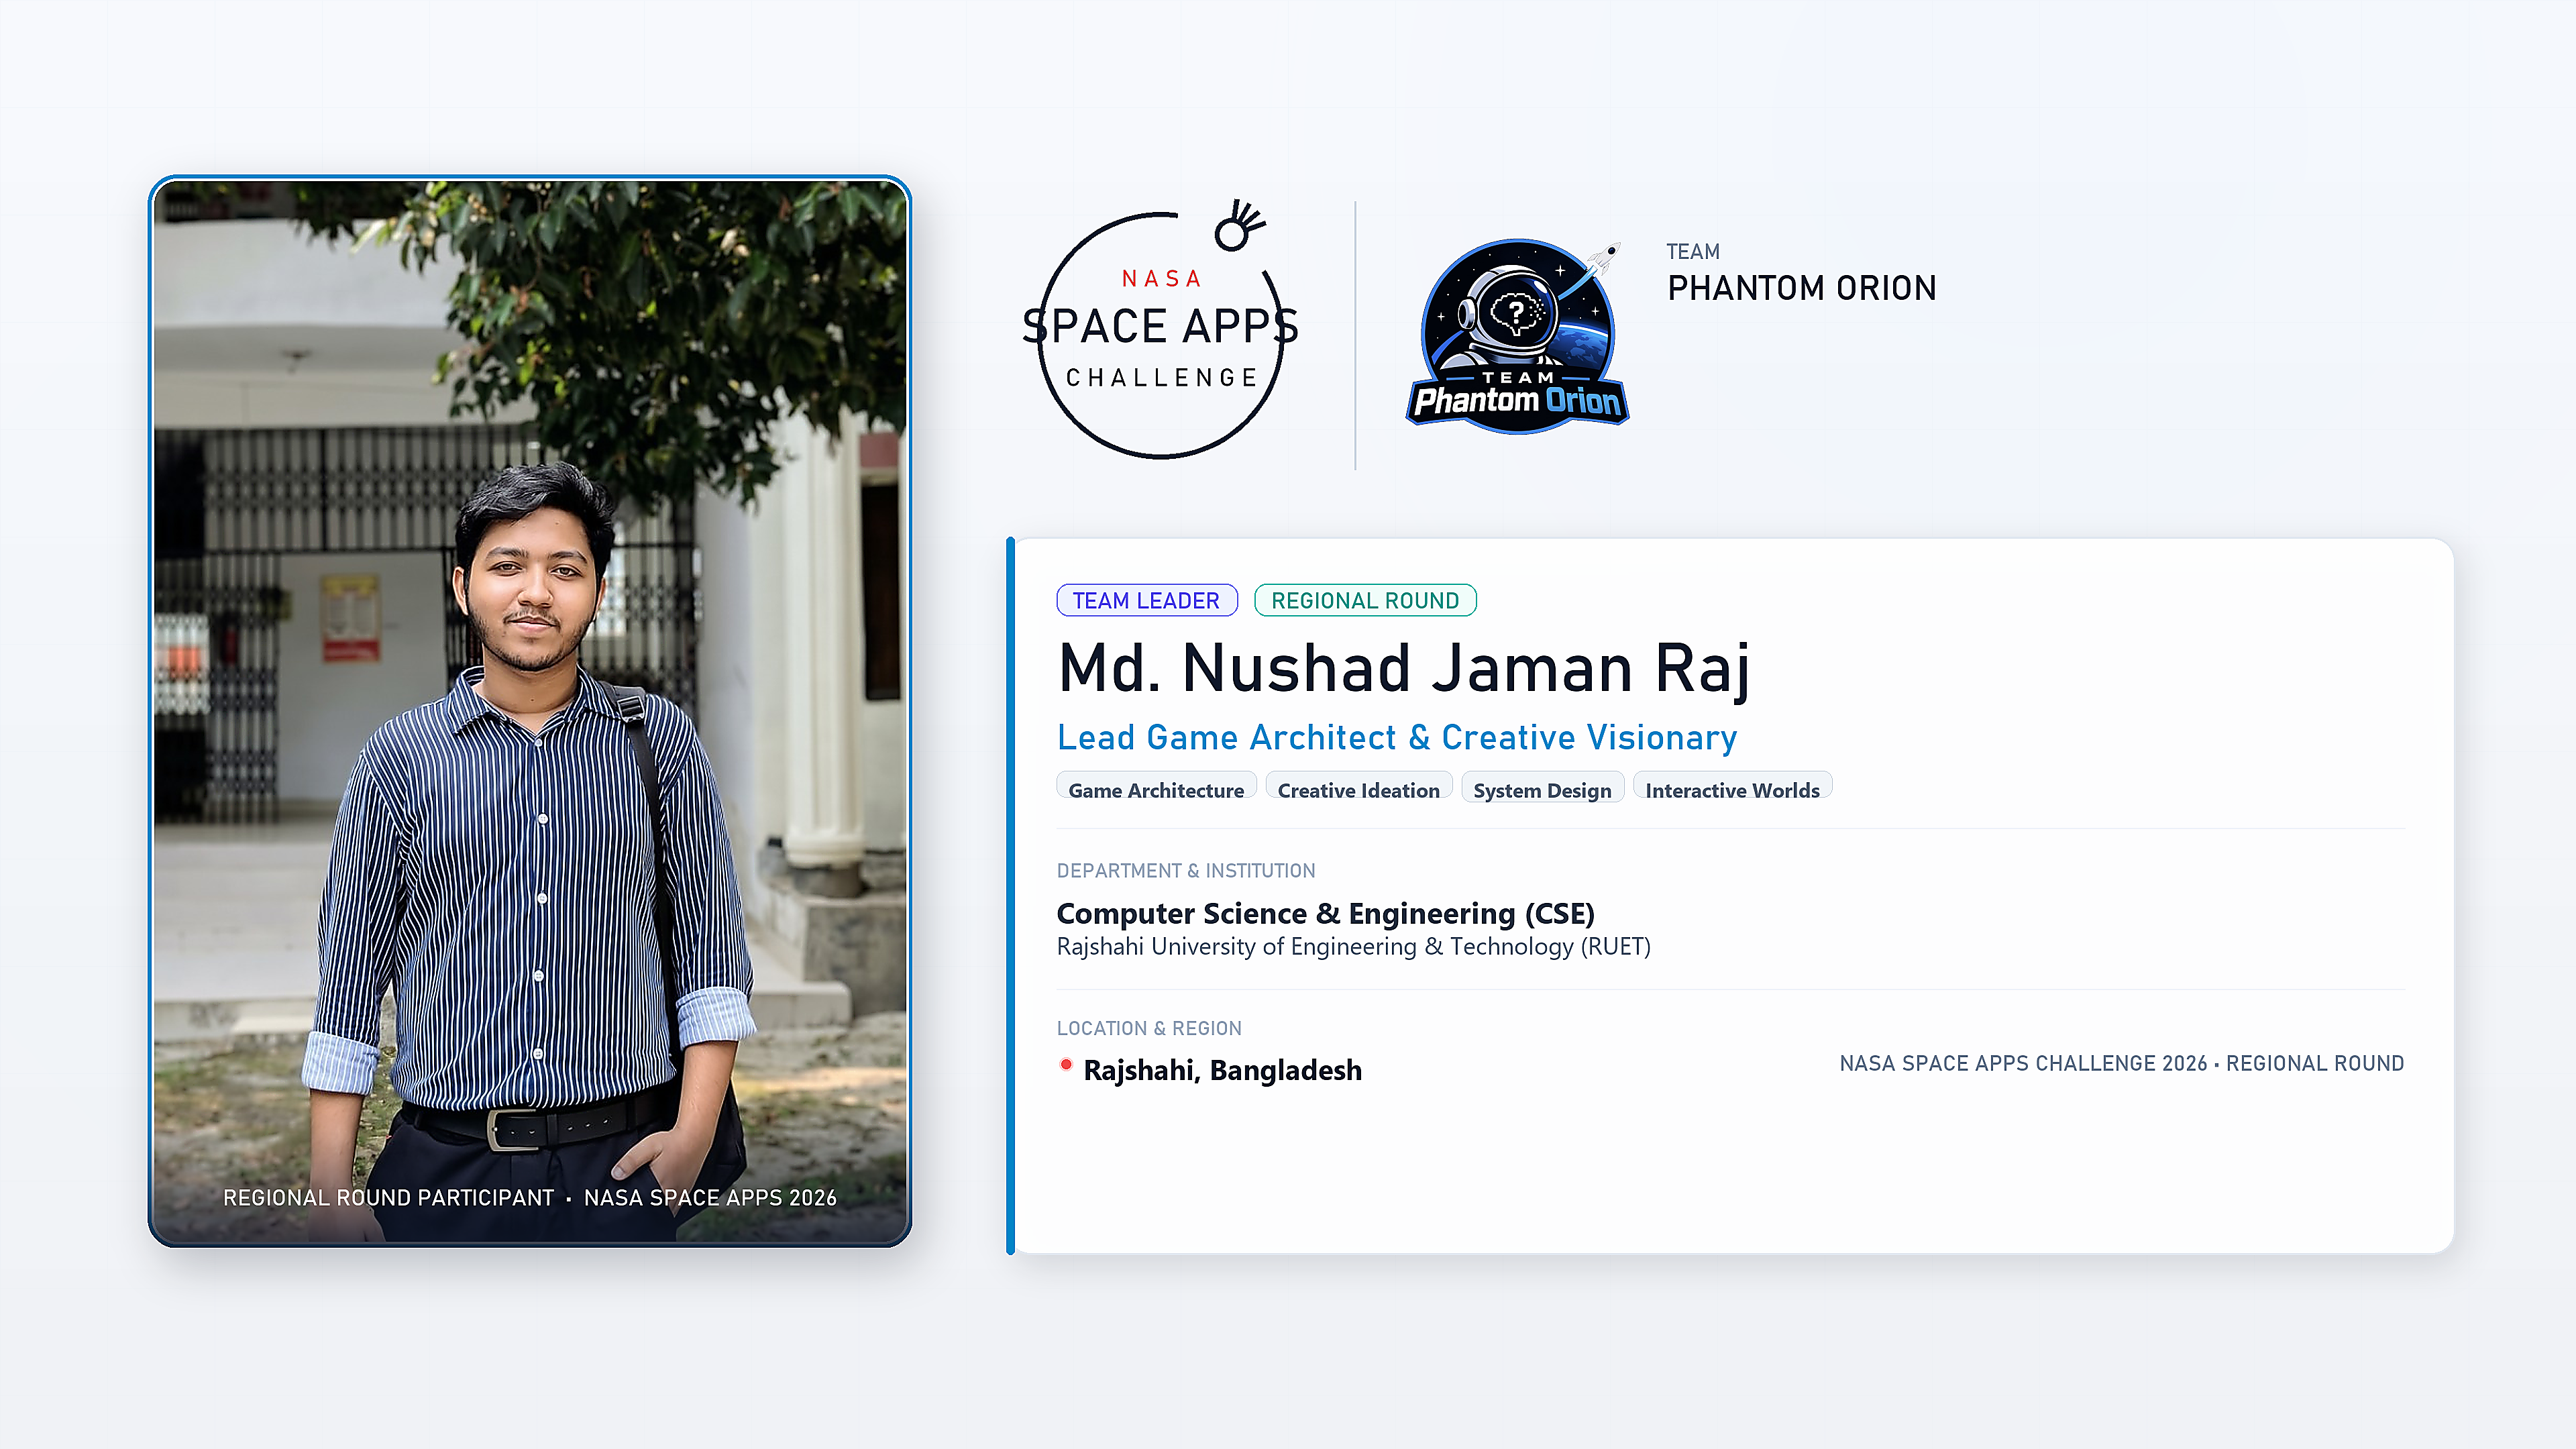 NASA
SPACE APPS
CHALLENGE
?
TEAM
Phantom Orion
TEAM
PHANTOM ORION
TEAM LEADER
REGIONAL ROUND
Md. Nushad Jaman Raj
Lead Game Architect & Creative Visionary
Game Architecture Creative Ideation System Design Interactive Worlds
DEPARTMENT & INSTITUTION
Computer Science & Engineering (CSE)
Rajshahi University of Engineering & Technology (RUET)
LOCATION & REGION
Rajshahi, Bangladesh
NASA SPACE APPS CHALLENGE 2026 • REGIONAL ROUND
REGIONAL ROUND PARTICIPANT • NASA SPACE APPS 2026